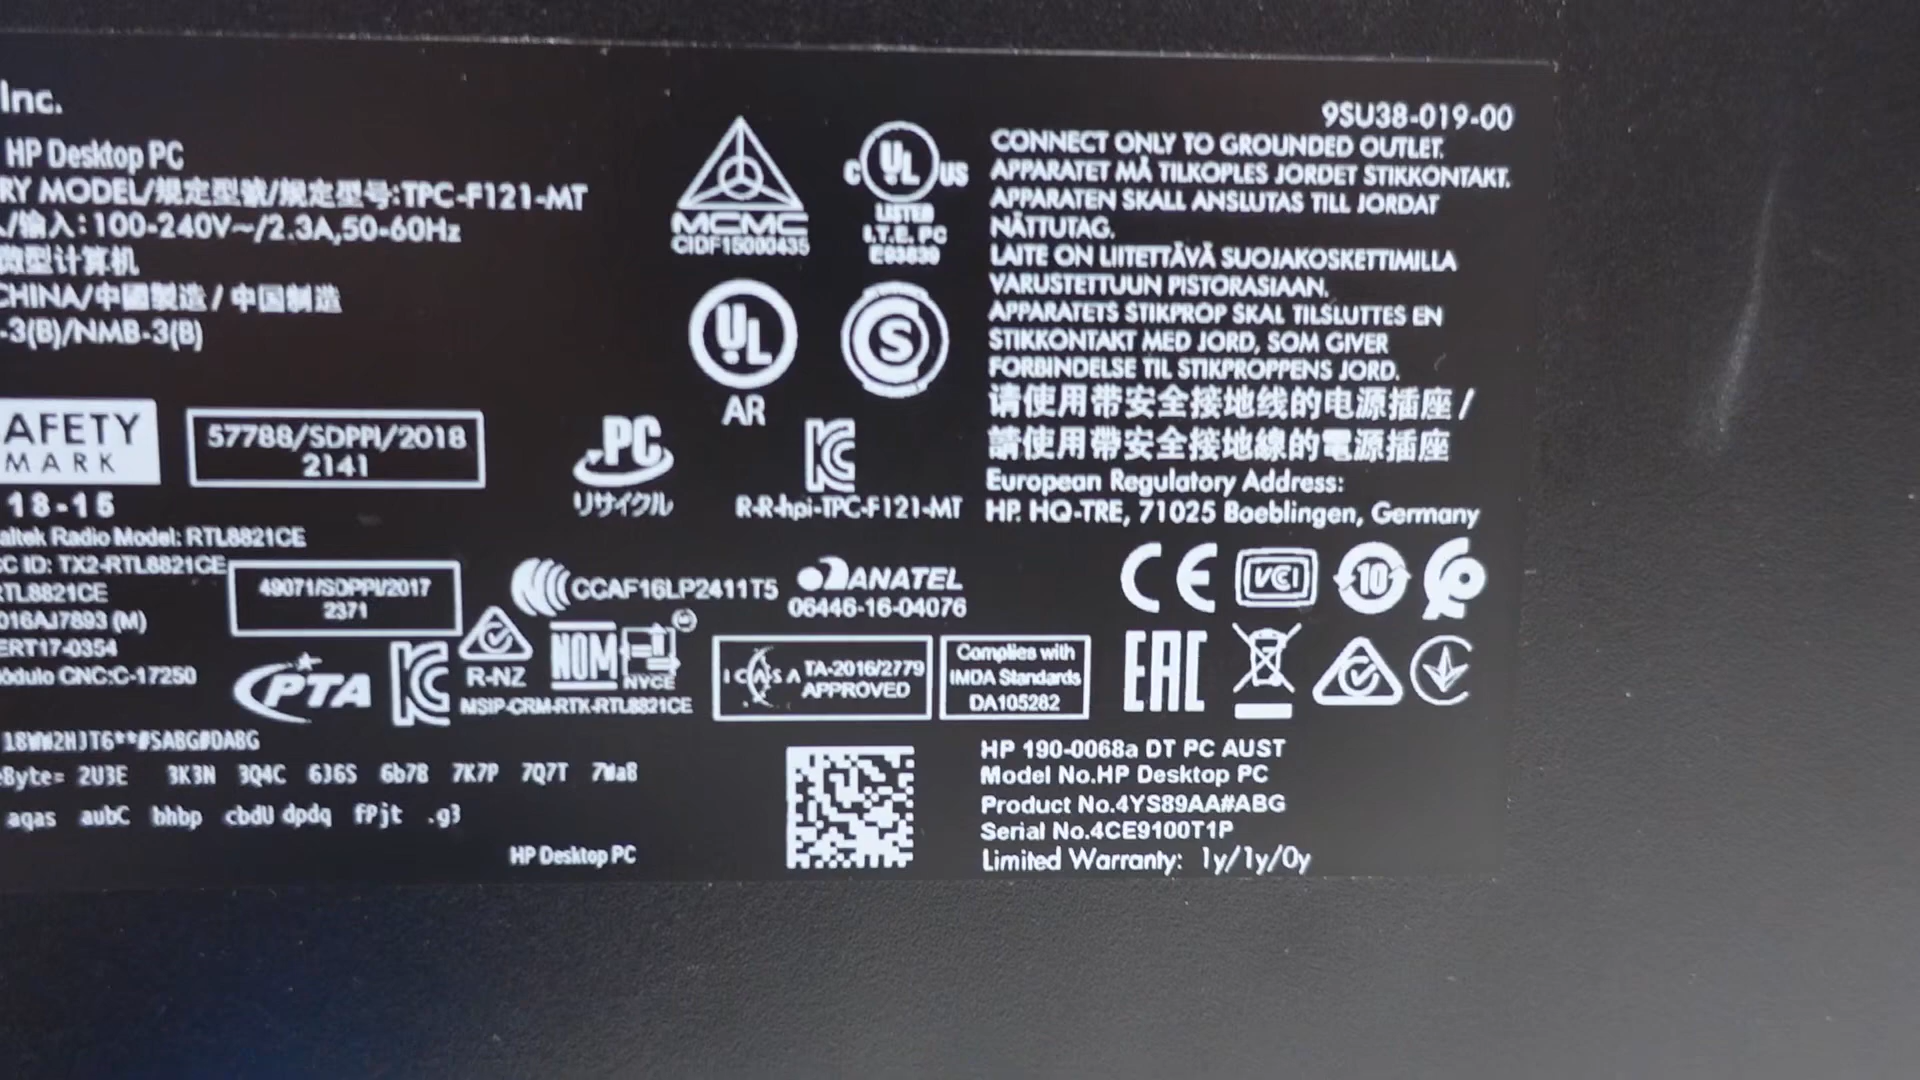 Inc.
9SU38-019-00
HP Desktop PC
RY MODEL/規定型號/规定型号:TPC-F121-MT
/输入: 100-240V~/2.3A,50-60Hz
微型计算机
CHINA/中國製造 / 中国制造
-3(B)/NMB-3(B)
MCMC
CIDF15000435
C UL US
LISTED
I.T.E. PC
E93839
UL
AR
S
CONNECT ONLY TO GROUNDED OUTLET.
APPARATET MÅ TILKOPLES JORDET STIKKONTAKT.
APPARATEN SKALL ANSLUTAS TILL JORDAT
NÄTTUTAG.
LAITE ON LIITETTÄVÄ SUOJAKOSKETTIMILLA
VARUSTETTUUN PISTORASIAAN.
APPARATETS STIKPROP SKAL TILSLUTTES EN
STIKKONTAKT MED JORD, SOM GIVER
FORBINDELSE TIL STIKPROPPENS JORD.
请使用带安全接地线的电源插座 /
請使用帶安全接地線的電源插座
European Regulatory Address:
HP. HQ-TRE, 71025 Boeblingen, Germany
AFETY
MARK
18-15
57788/SDPPI/2018
2141
PC
リサイクル
R-R-hpi-TPC-F121-MT
altek Radio Model: RTL8821CE
C ID: TX2-RTL8821CE
RTL8821CE
016AJ7893 (M)
ERT17-0354
ódulo CNC:C-17250
49071/SDPPI/2017
2371
CCAF16LP2411T5
ANATEL
06446-16-04076
PTA
R-NZ
NOM
NYCE
MSIP-CRM-RTK-RTL8821CE
ICASA TA-2016/2779
APPROVED
Complies with
IMDA Standards
DA105282
CE
VCI
10
EAC
18WW2HJT6**#SABG#DABG
eByte= 2U3E 3K3N 3Q4C 6J6S 6b7B 7K7P 7Q7T 7WaB
aqas aubC bhbp cbdU dpdq fPjt .g3
HP Desktop PC
HP 190-0068a DT PC AUST
Model No.HP Desktop PC
Product No.4YS89AA#ABG
Serial No.4CE9100T1P
Limited Warranty: 1y/1y/0y